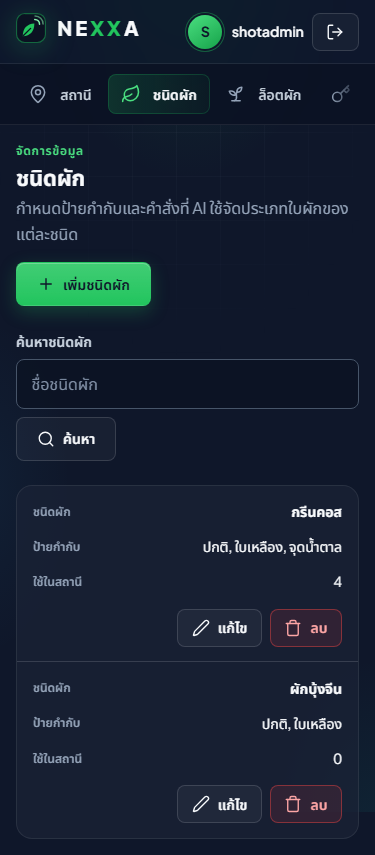 NEXXA
S
shotadmin
สถานี
ชนิดผัก
ล็อตผัก
จัดการข้อมูล
ชนิดผัก
กำหนดป้ายกำกับและคำสั่งที่ AI ใช้จัดประเภทใบผักของ
แต่ละชนิด
เพิ่มชนิดผัก
ค้นหาชนิดผัก
ชื่อชนิดผัก
ค้นหา
ชนิดผัก กรีนคอส
ป้ายกำกับ ปกติ, ใบเหลือง, จุดน้ำตาล
ใช้ในสถานี 4
แก้ไข ลบ
ชนิดผัก ผักบุ้งจีน
ป้ายกำกับ ปกติ, ใบเหลือง
ใช้ในสถานี 0
แก้ไข ลบ